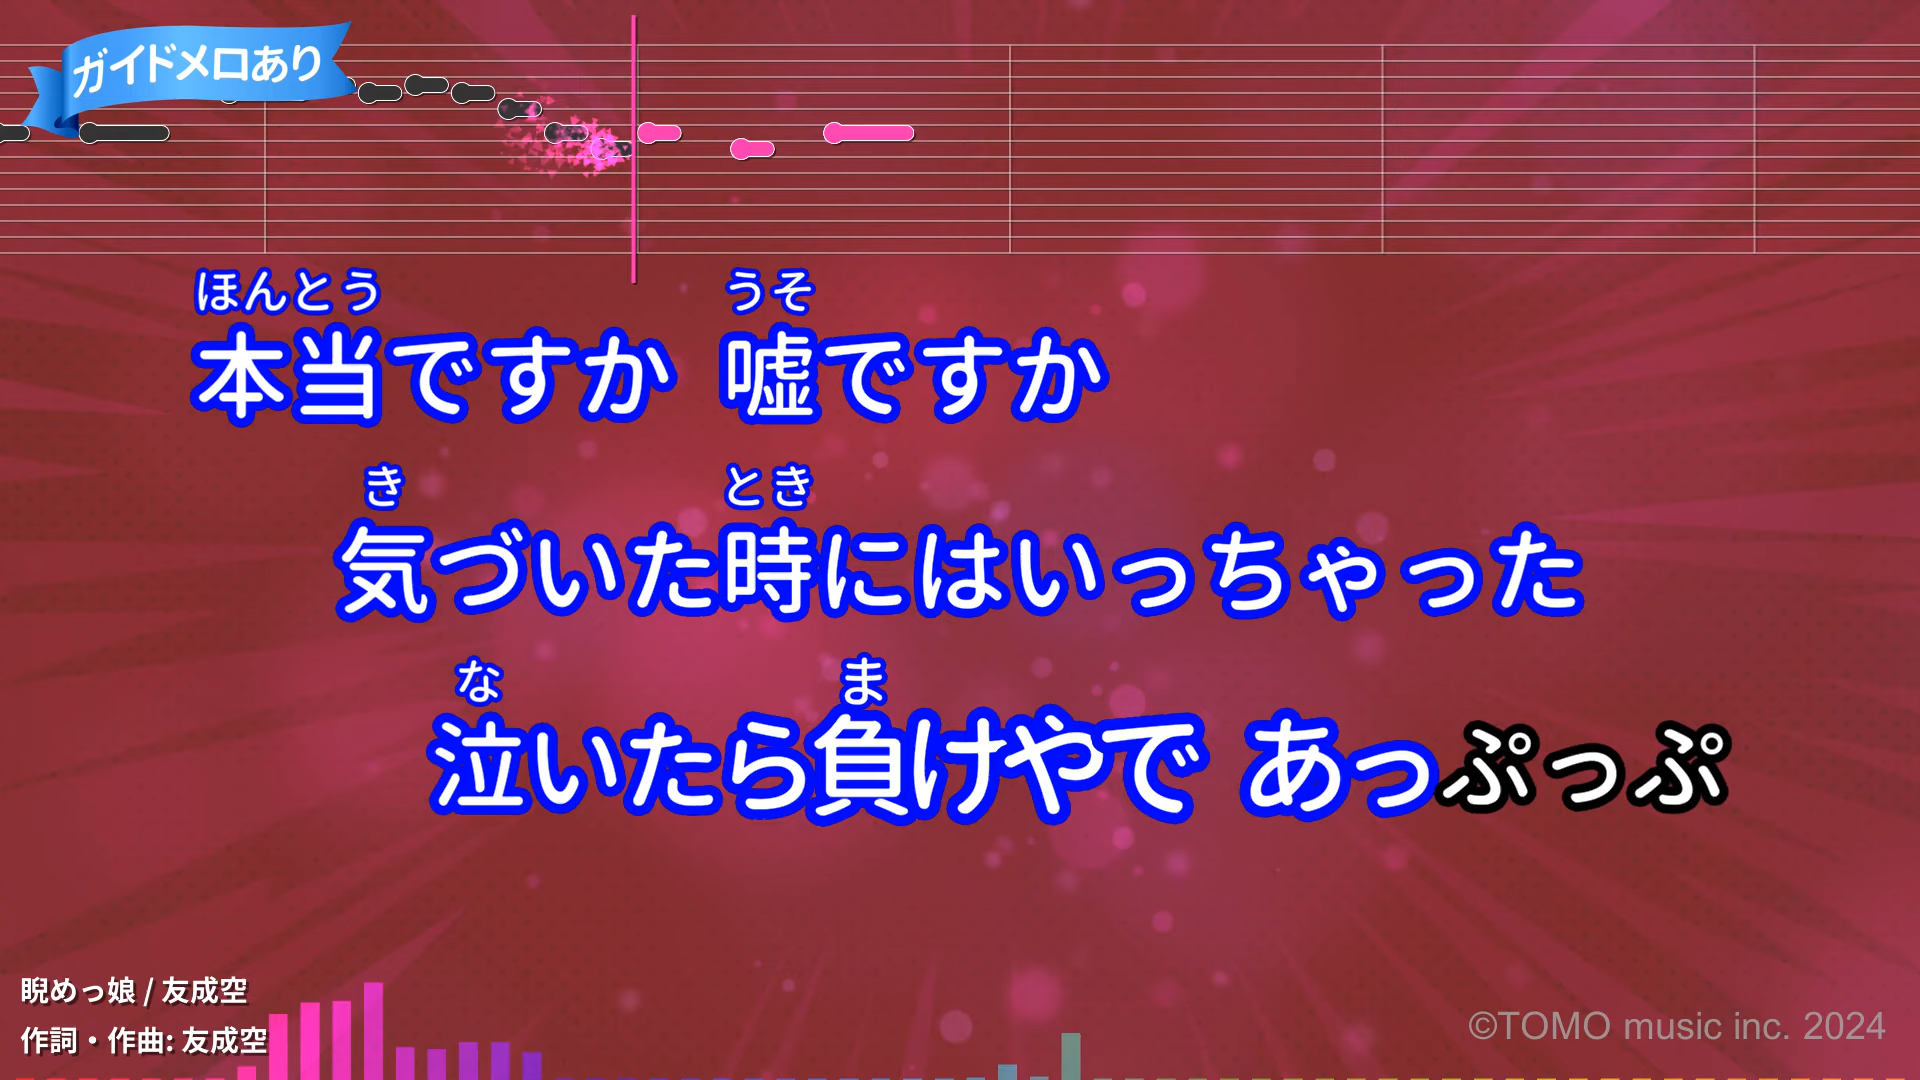 ガイドメロあり
ほんとう うそ
本当ですか 嘘ですか
き とき
気づいた時にはいっちゃった
な ま
泣いたら負けやで あっぷっぷ
睨めっ娘 / 友成空
作詞・作曲: 友成空
©TOMO music inc. 2024